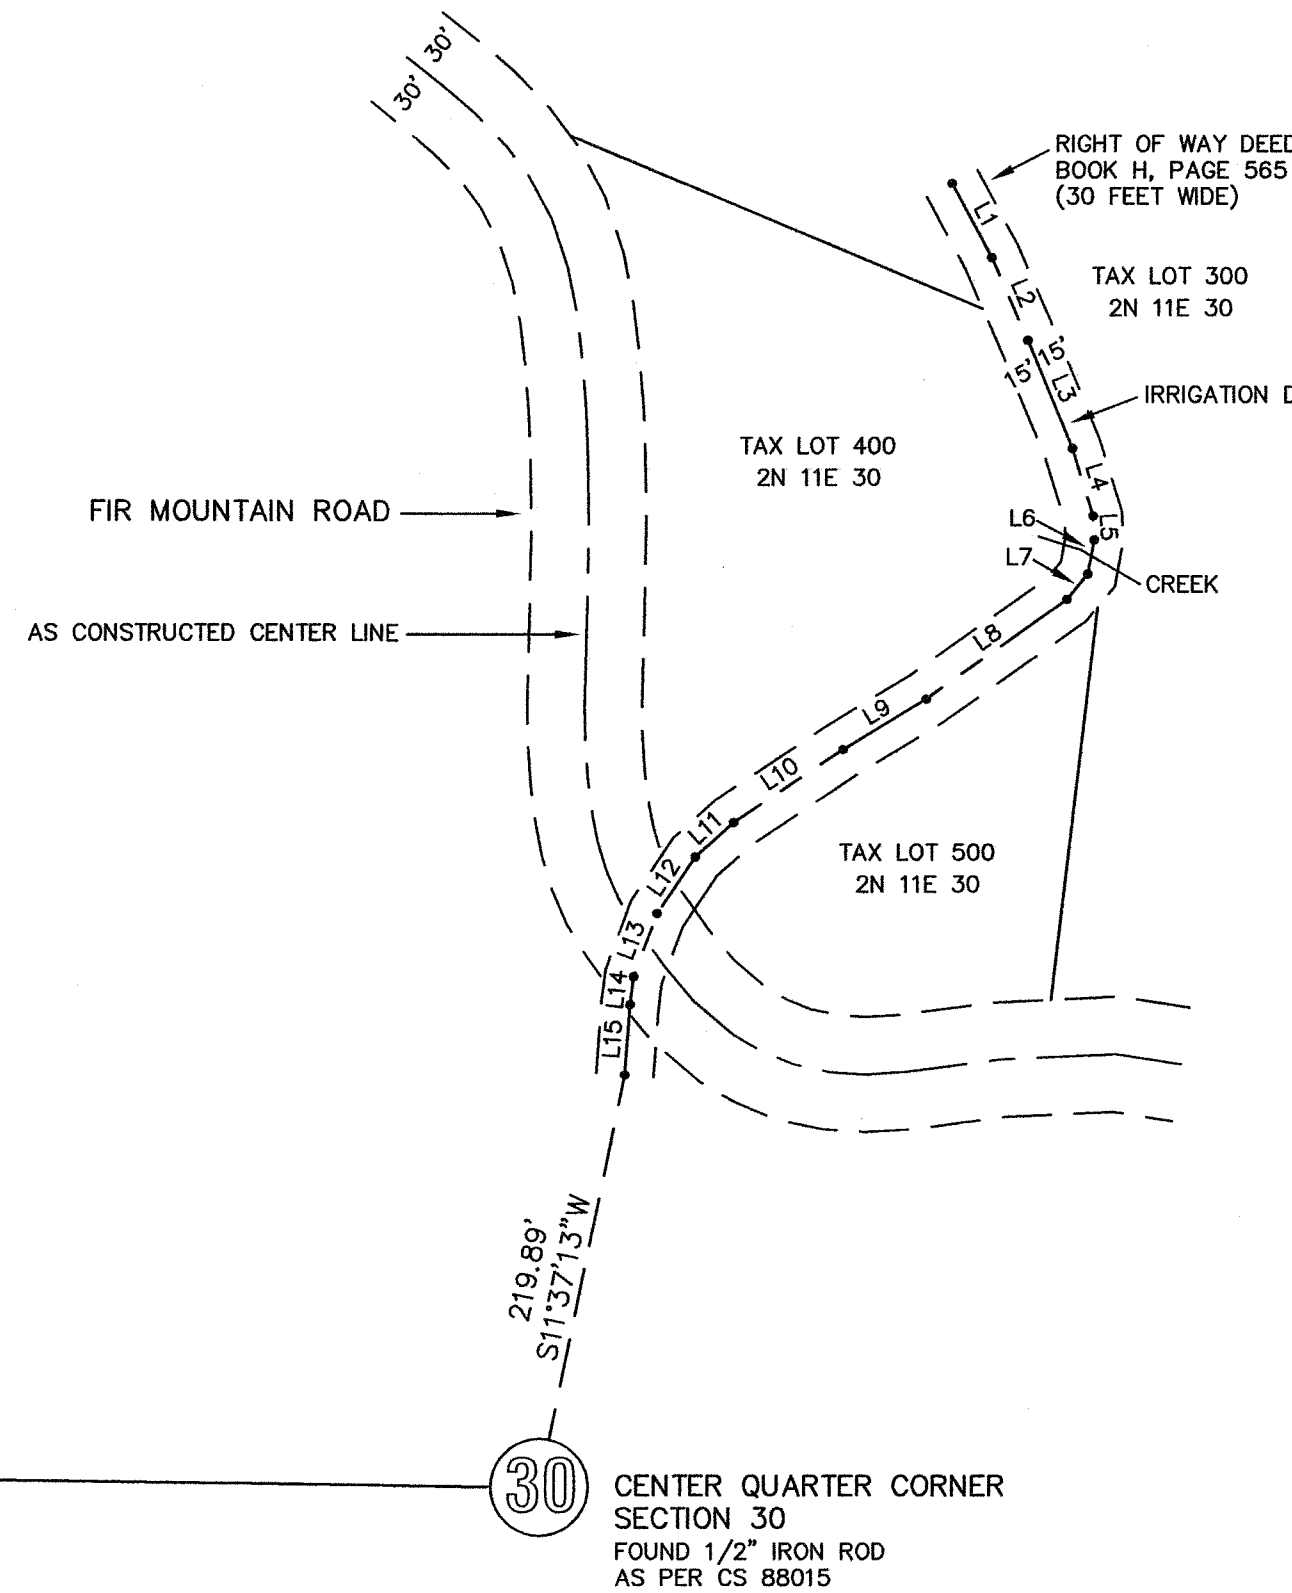 30'
30'
RIGHT OF WAY DEED
BOOK H, PAGE 565
(30 FEET WIDE)
L1
TAX LOT 300
2N 11E 30
L2
15'
15'
L3
IRRIGATION D
TAX LOT 400
2N 11E 30
L4
FIR MOUNTAIN ROAD
L5
L6
L7
CREEK
AS CONSTRUCTED CENTER LINE
L8
L9
L10
L11
TAX LOT 500
2N 11E 30
L12
L13
L14
L15
219.89'
S11°37'13"W
30
CENTER QUARTER CORNER
SECTION 30
FOUND 1/2" IRON ROD
AS PER CS 88015